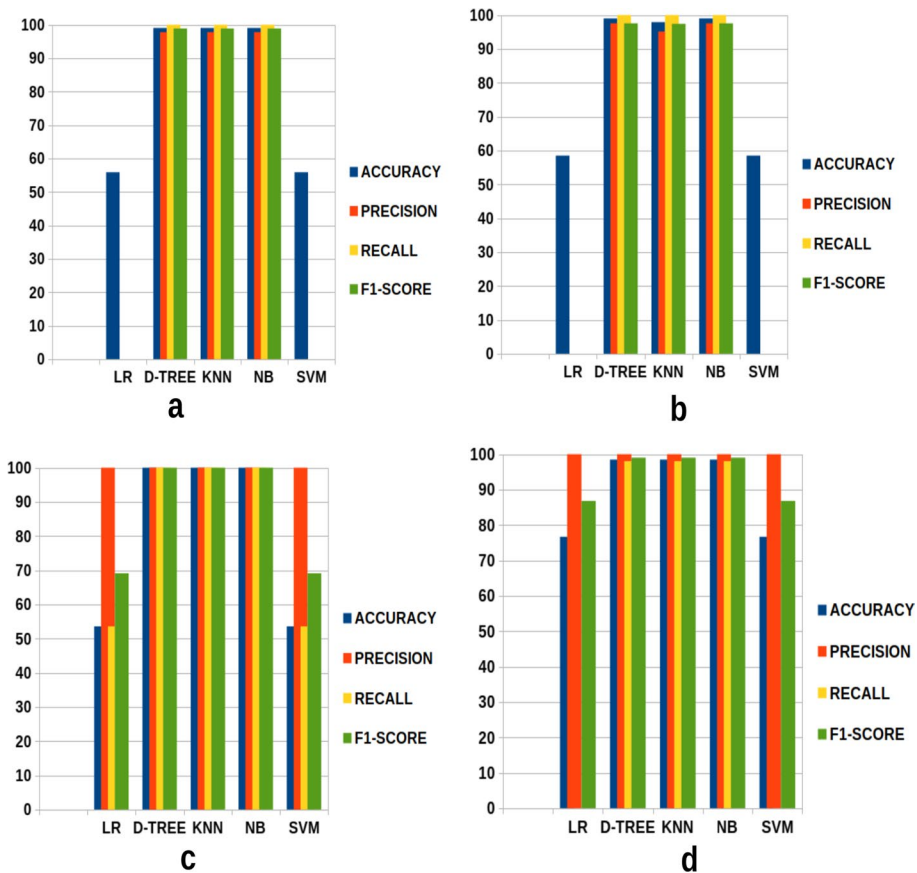 100
90
80
70
60
50
40
30
20
10
0
LR D-TREE KNN NB SVM
ACCURACY
PRECISION
RECALL
F1-SCORE
a
100
90
80
70
60
50
40
30
20
10
0
LR D-TREE KNN NB SVM
ACCURACY
PRECISION
RECALL
F1-SCORE
b
100
90
80
70
60
50
40
30
20
10
0
LR D-TREE KNN NB SVM
ACCURACY
PRECISION
RECALL
F1-SCORE
c
100
90
80
70
60
50
40
30
20
10
0
LR D-TREE KNN NB SVM
ACCURACY
PRECISION
RECALL
F1-SCORE
d